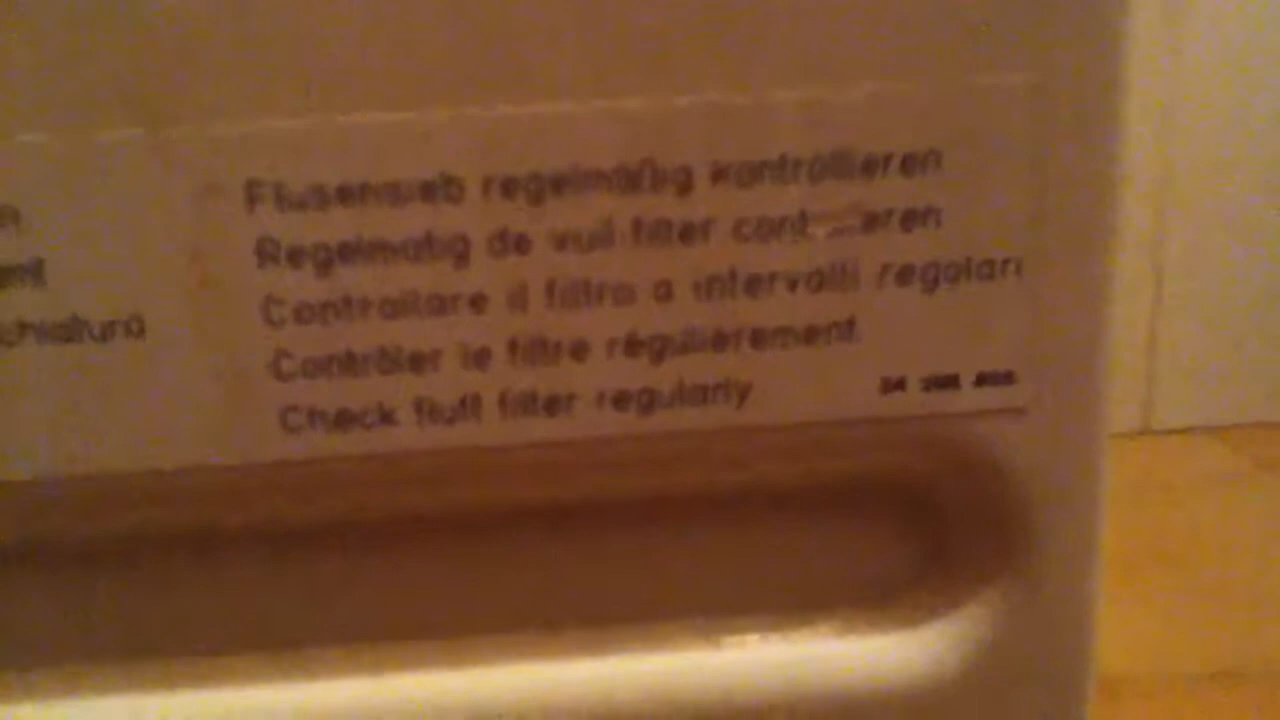 Flusensieb regelmäßig kontrollieren
Regelmatig de vuil filter
Controllare il filtro a intervalli regolari
Contrôler le filtre régulièrement.
Check fluff filter regularly